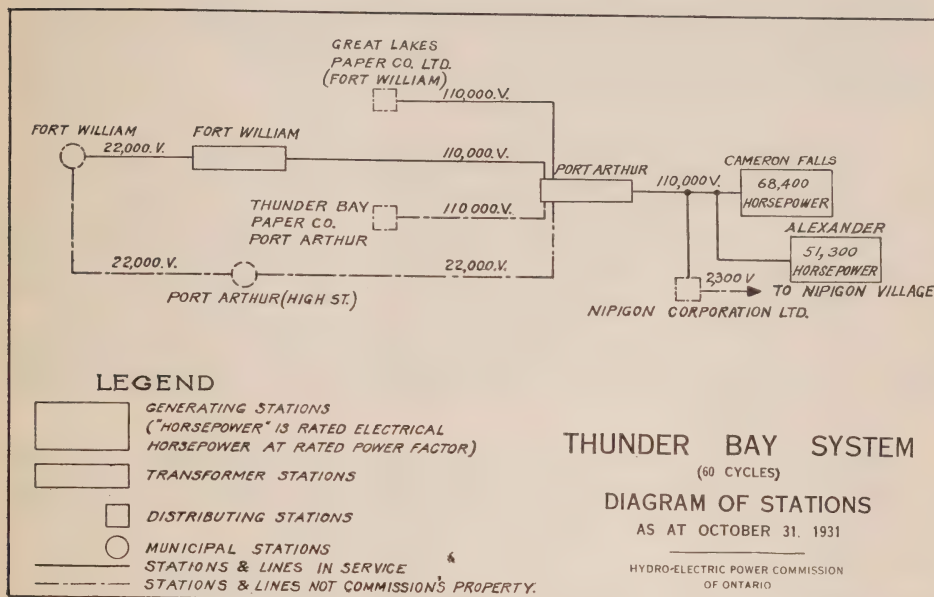 GREAT LAKES
PAPER CO. LTD.
(FORT WILLIAM)
110,000.V.
FORT WILLIAM
22,000.V.
FORT WILLIAM
110,000.V.
PORT ARTHUR
110,000V.
CAMERON FALLS
68,400
HORSEPOWER
THUNDER BAY
PAPER CO.
PORT ARTHUR
110 000.V.
ALEXANDER
51,300
HORSEPOWER
22,000.V.
22,000.V.
PORT ARTHUR (HIGH ST.)
2,300 V
TO NIPIGON VILLAGE
NIPIGON CORPORATION LTD.
LEGEND
GENERATING STATIONS
("HORSEPOWER" IS RATED ELECTRICAL
HORSEPOWER AT RATED POWER FACTOR)
TRANSFORMER STATIONS
DISTRIBUTING STATIONS
MUNICIPAL STATIONS
STATIONS & LINES IN SERVICE
STATIONS & LINES NOT COMMISSION'S PROPERTY.
THUNDER BAY SYSTEM
(60 CYCLES)
DIAGRAM OF STATIONS
AS AT OCTOBER 31. 1931
HYDRO-ELECTRIC POWER COMMISSION
OF ONTARIO